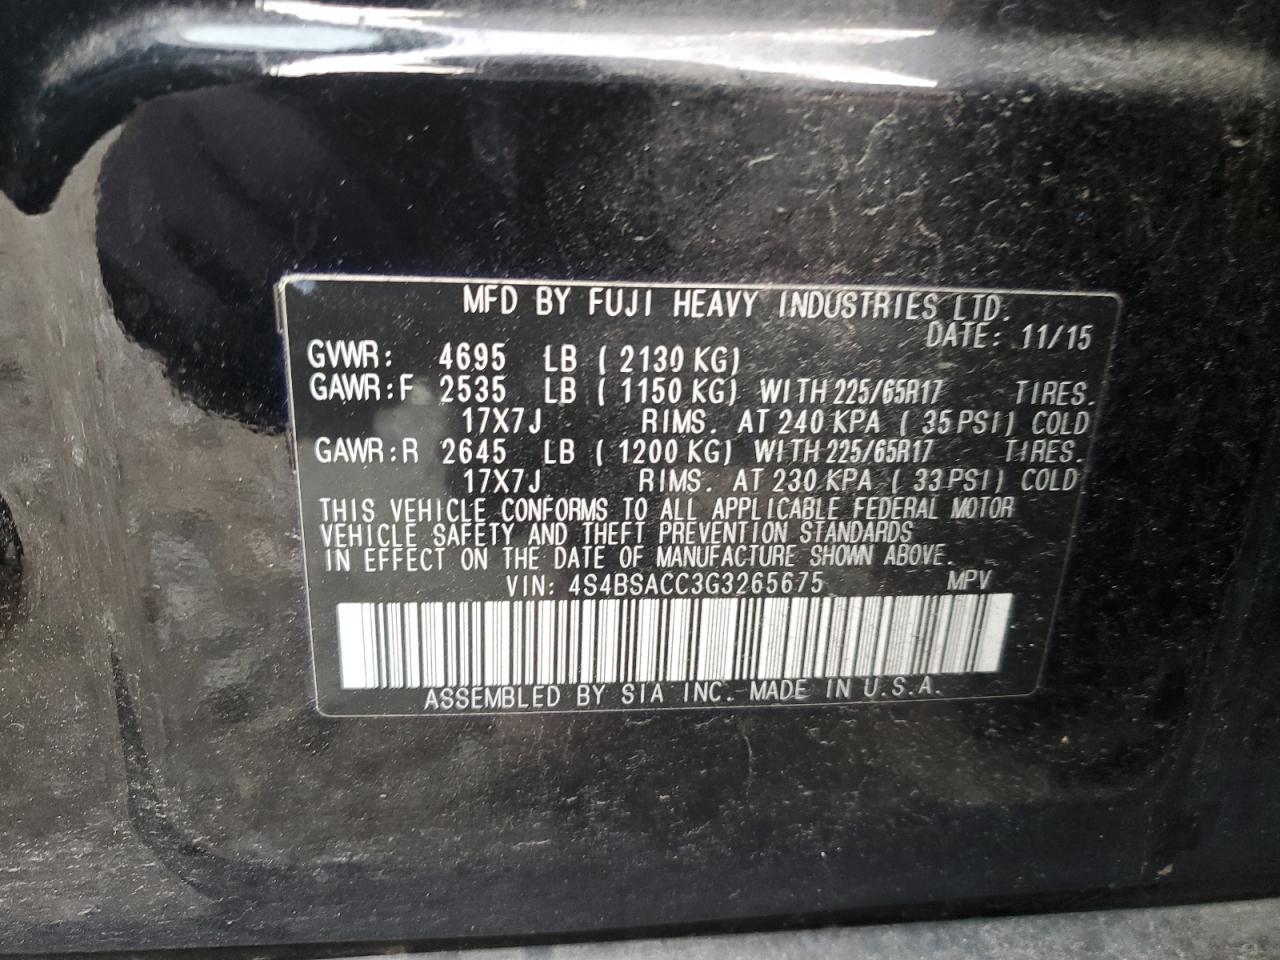 MFD BY FUJI HEAVY INDUSTRIES LTD.
DATE: 11/15
GVWR: 4695 LB ( 2130 KG)
GAWR:F 2535 LB ( 1150 KG) WITH 225/65R17 TIRES.
17X7J RIMS. AT 240 KPA ( 35 PSI) COLD
GAWR:R 2645 LB ( 1200 KG) WITH 225/65R17 TIRES.
17X7J RIMS. AT 230 KPA ( 33 PSI) COLD
THIS VEHICLE CONFORMS TO ALL APPLICABLE FEDERAL MOTOR
VEHICLE SAFETY AND THEFT PREVENTION STANDARDS
IN EFFECT ON THE DATE OF MANUFACTURE SHOWN ABOVE.
VIN: 4S4BSACC3G3265675 MPV
ASSEMBLED BY SIA INC. MADE IN U.S.A.